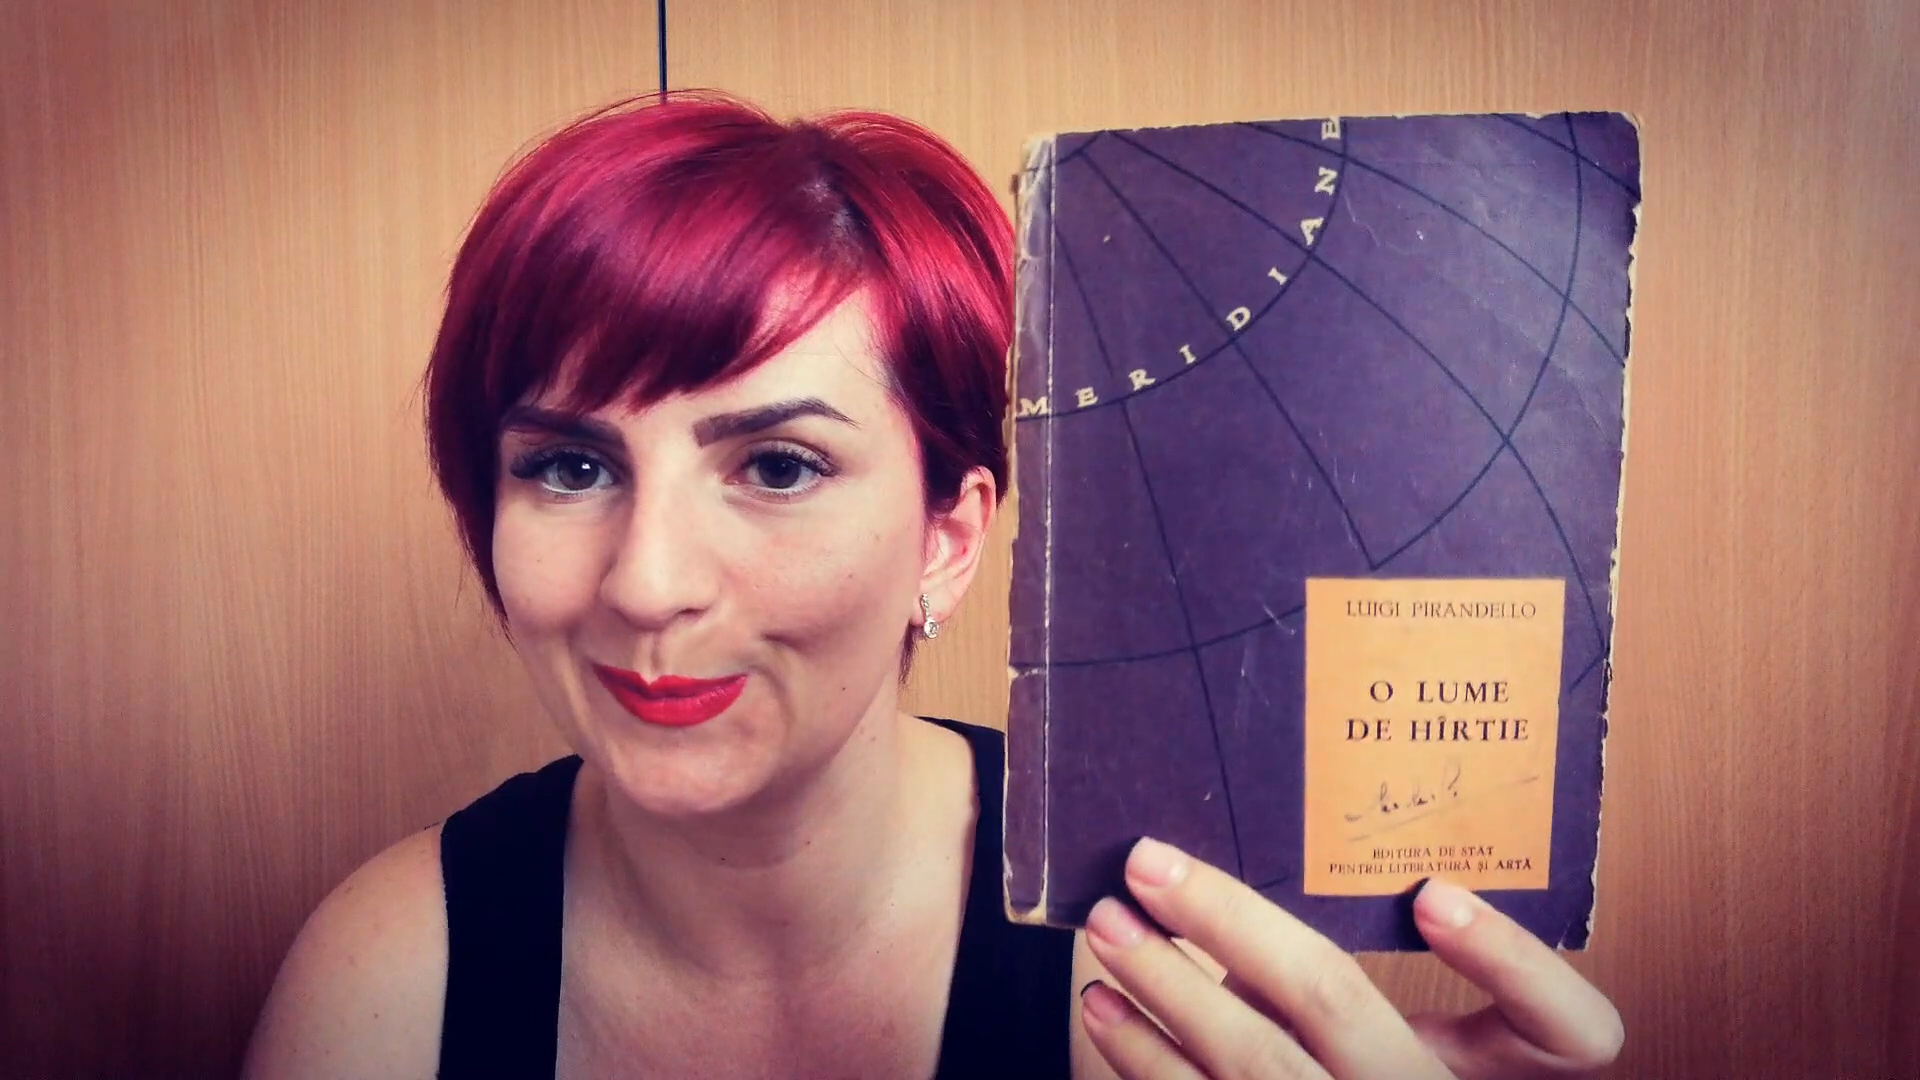 MERIDIANE
LUIGI PIRANDELLO
O LUME
DE HÎRTIE
EDITURA DE STAT
PENTRU LITERATURĂ ȘI ARTĂ